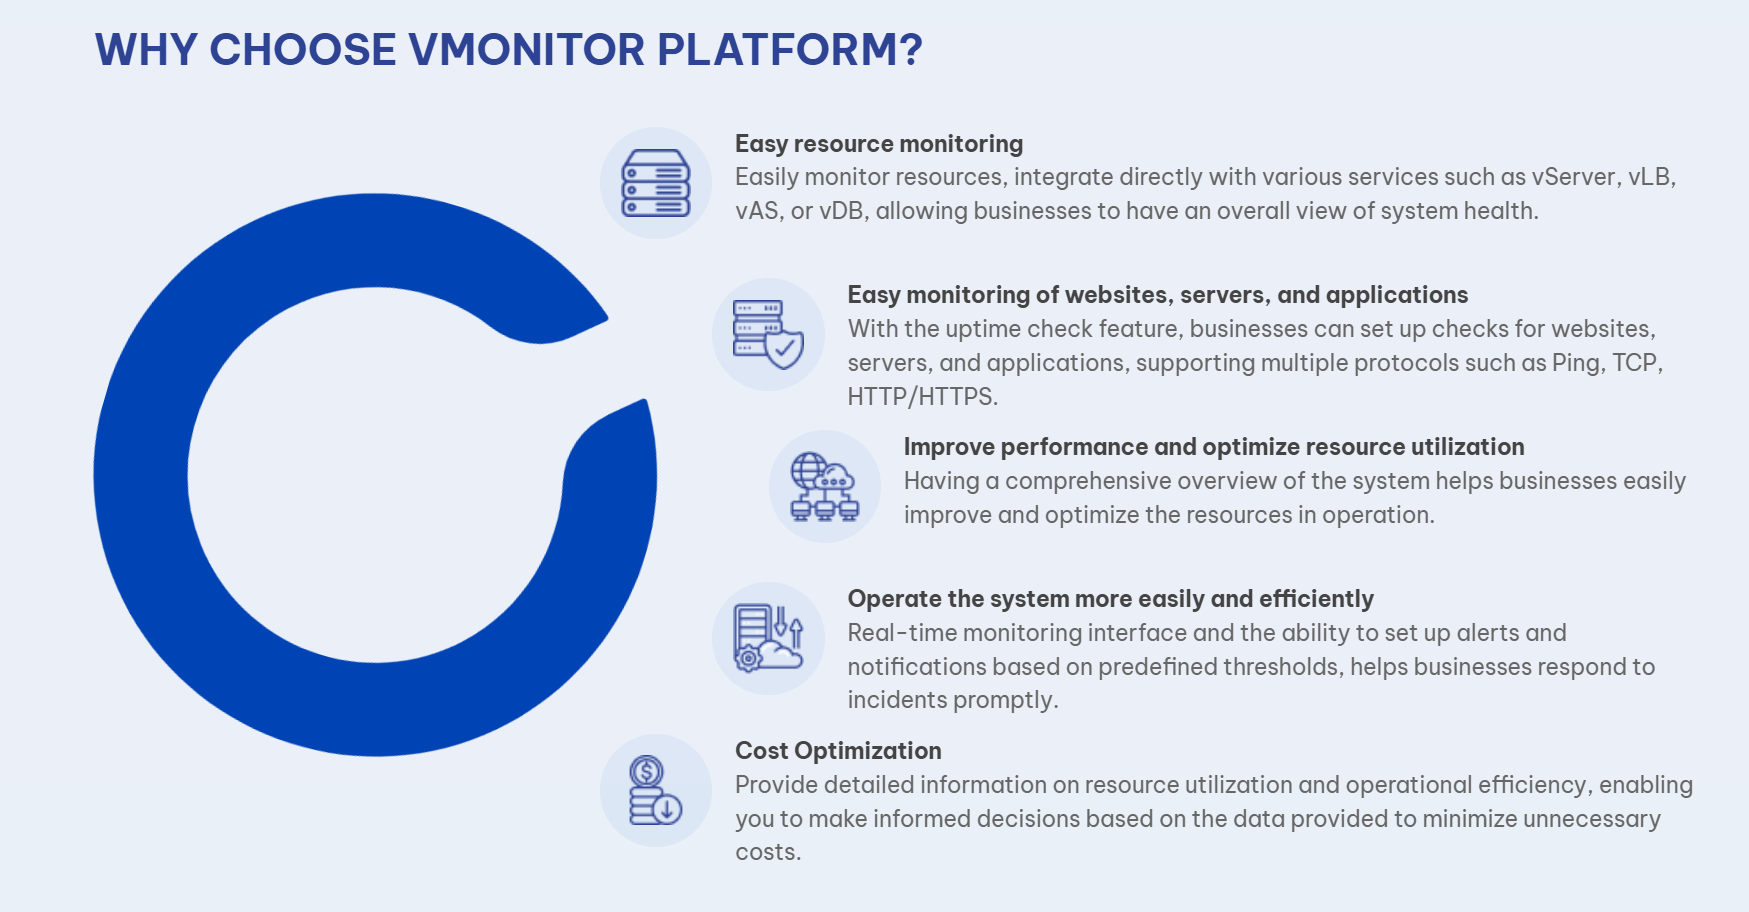 WHY CHOOSE VMONITOR PLATFORM?
Easy resource monitoring
Easily monitor resources, integrate directly with various services such as vServer, vLB,
vAS, or vDB, allowing businesses to have an overall view of system health.
Easy monitoring of websites, servers, and applications
With the uptime check feature, businesses can set up checks for websites,
servers, and applications, supporting multiple protocols such as Ping, TCP,
HTTP/HTTPS.
Improve performance and optimize resource utilization
Having a comprehensive overview of the system helps businesses easily
improve and optimize the resources in operation.
Operate the system more easily and efficiently
Real-time monitoring interface and the ability to set up alerts and
notifications based on predefined thresholds, helps businesses respond to
incidents promptly.
Cost Optimization
Provide detailed information on resource utilization and operational efficiency, enabling
you to make informed decisions based on the data provided to minimize unnecessary
costs.